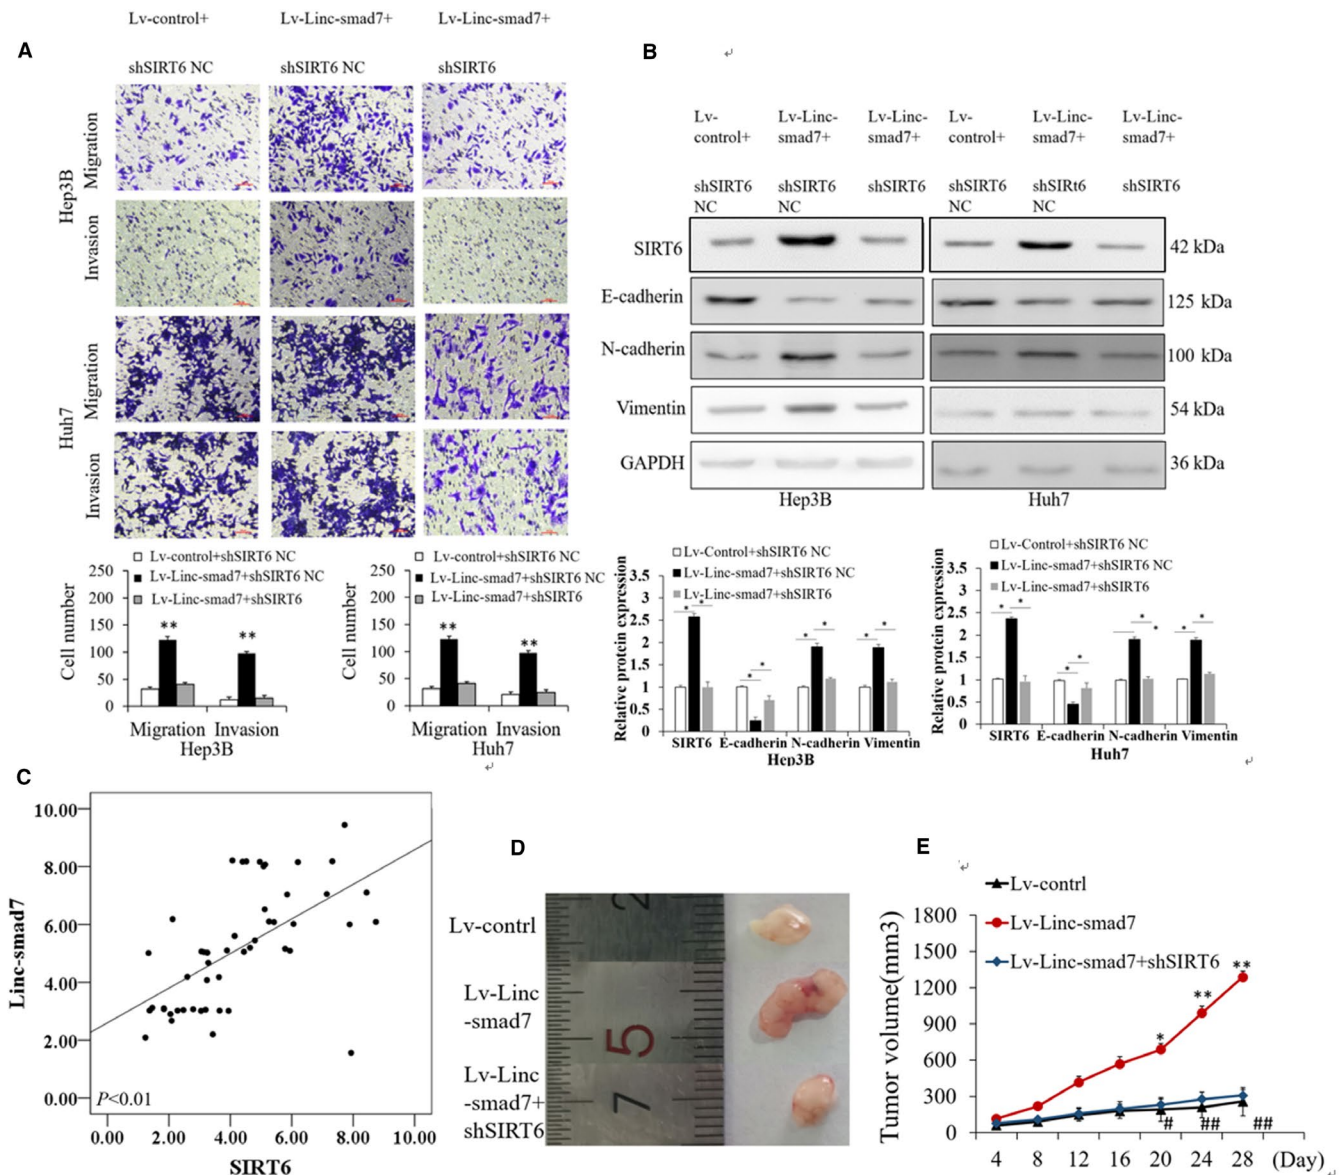 Lv-control+ Lv-Linc-smad7+ Lv-Linc-smad7+
A
shSIRT6 NC shSIRT6 NC shSIRT6
Hep3B
Migration
Invasion
Huh7
Migration
Invasion
Lv-control+shSIRT6 NC
Lv-Linc-smad7+shSIRT6 NC
Lv-Linc-smad7+shSIRT6
Cell number
250
200
150
100
50
0
**
**
Migration Invasion
Hep3B
Lv-control+shSIRT6 NC
Lv-Linc-smad7+shSIRT6 NC
Lv-Linc-smad7+shSIRT6
Cell number
250
200
150
100
50
0
**
**
Migration Invasion
Huh7
B
Lv- Lv-Linc- Lv-Linc- Lv- Lv-Linc- Lv-Linc-
control+ smad7+ smad7+ control+ smad7+ smad7+
shSIRT6 shSIRT6 shSIRT6 shSIRT6 shSIRt6 shSIRT6
NC NC NC NC
SIRT6 42 kDa
E-cadherin 125 kDa
N-cadherin 100 kDa
Vimentin 54 kDa
GAPDH 36 kDa
Hep3B Huh7
Lv-Control+shSIRT6 NC
Lv-Linc-smad7+shSIRT6 NC
Lv-Linc-smad7+shSIRT6
Relative protein expression
3.5
3
2.5
2
1.5
1
0.5
0
* * * * * * * *
SIRT6 E-cadherin N-cadherin Vimentin
Hep3B
Lv-Control+shSIRT6 NC
Lv-Linc-smad7+shSIRT6 NC
Lv-Linc-smad7+shSIRT6
Relative protein expression
3.5
3
2.5
2
1.5
1
0.5
0
* * * * * * * * *
SIRT6 E-cadherin N-cadherin Vimentin
Huh7
C
Linc-smad7
10.00
8.00
6.00
4.00
2.00
0.00
P<0.01
0.00 2.00 4.00 6.00 8.00 10.00
SIRT6
D
2
Lv-contrl
Lv-Linc
-smad7
5
Lv-Linc
-smad7+
shSIRT6
7
E
Lv-contrl
Lv-Linc-smad7
Lv-Linc-smad7+shSIRT6
Tumor volume(mm3)
1800
1500
1200
900
600
300
0
* ** **
# ## ##
4 8 12 16 20 24 28 (Day)